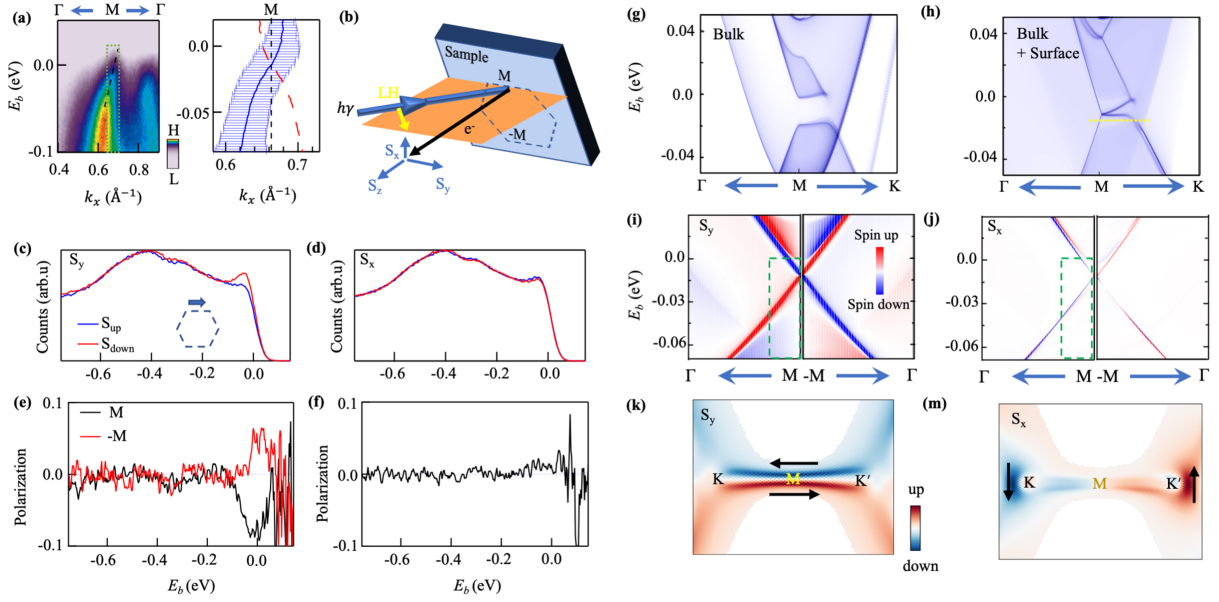 (a)
Γ
M
Γ
E_b (eV)
0.0
-0.1
0.4
0.6
0.8
k_x (Å⁻¹)
H
L
M
0.0
-0.05
0.6
0.7
k_x (Å⁻¹)
(b)
Sample
M
LH
hγ
-M
e⁻
S_x
S_y
S_z
(c)
S_y
Counts (arb.u)
S_up
S_down
-0.6
-0.4
-0.2
0.0
(d)
S_x
-0.6
-0.4
-0.2
0.0
(e)
0.1
M
-M
Polarization
0.0
-0.1
-0.6
-0.4
-0.2
0.0
E_b (eV)
(f)
0.1
Polarization
0.0
-0.1
-0.6
-0.4
-0.2
0.0
E_b (eV)
(g)
Bulk
E_b (eV)
0.04
0.0
-0.04
Γ
M
K
(h)
Bulk
+ Surface
0.04
0.0
-0.04
Γ
M
K
(i)
S_y
Spin up
Spin down
E_b (eV)
0.0
-0.03
-0.06
Γ
M -M
Γ
(j)
S_x
0.0
-0.03
-0.06
Γ
M -M
Γ
(k)
S_y
K
M
K′
up
down
(m)
S_x
K
M
K′